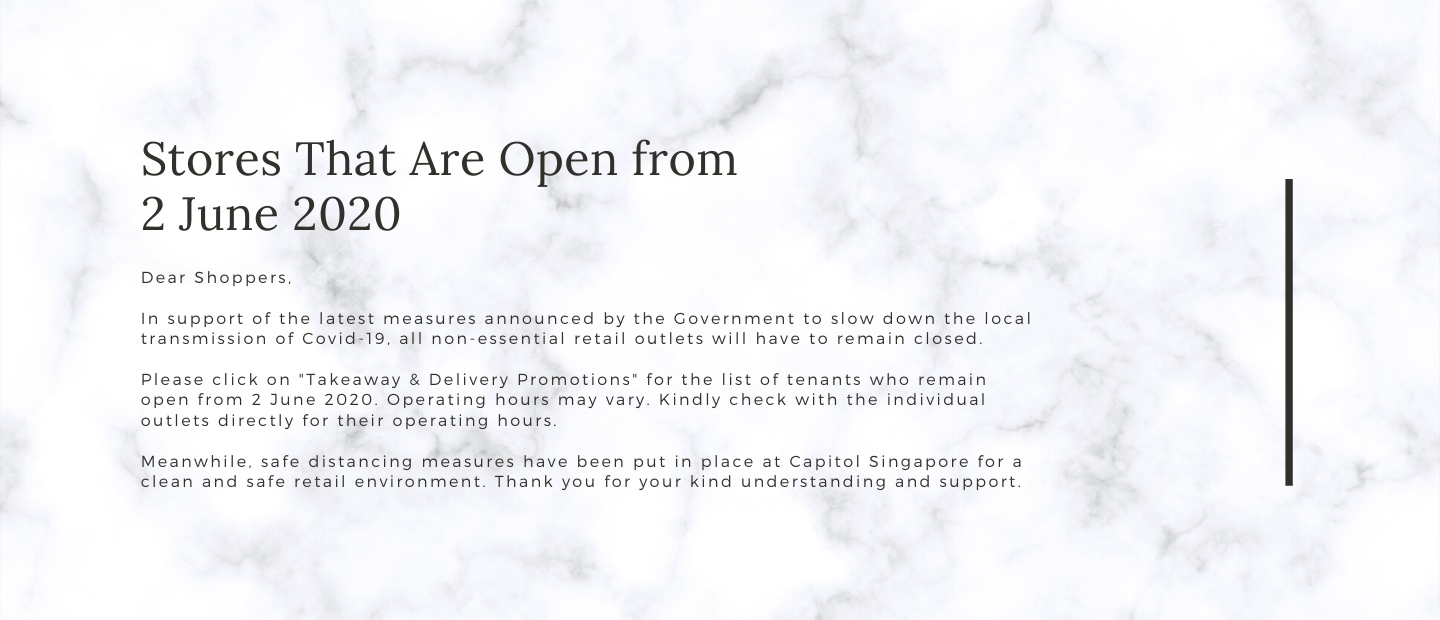 Stores That Are Open from
2 June 2020
Dear Shoppers,
In support of the latest measures announced by the Government to slow down the local
transmission of Covid-19, all non-essential retail outlets will have to remain closed.
Please click on "Takeaway & Delivery Promotions" for the list of tenants who remain
open from 2 June 2020. Operating hours may vary. Kindly check with the individual
outlets directly for their operating hours.
Meanwhile, safe distancing measures have been put in place at Capitol Singapore for a
clean and safe retail environment. Thank you for your kind understanding and support.